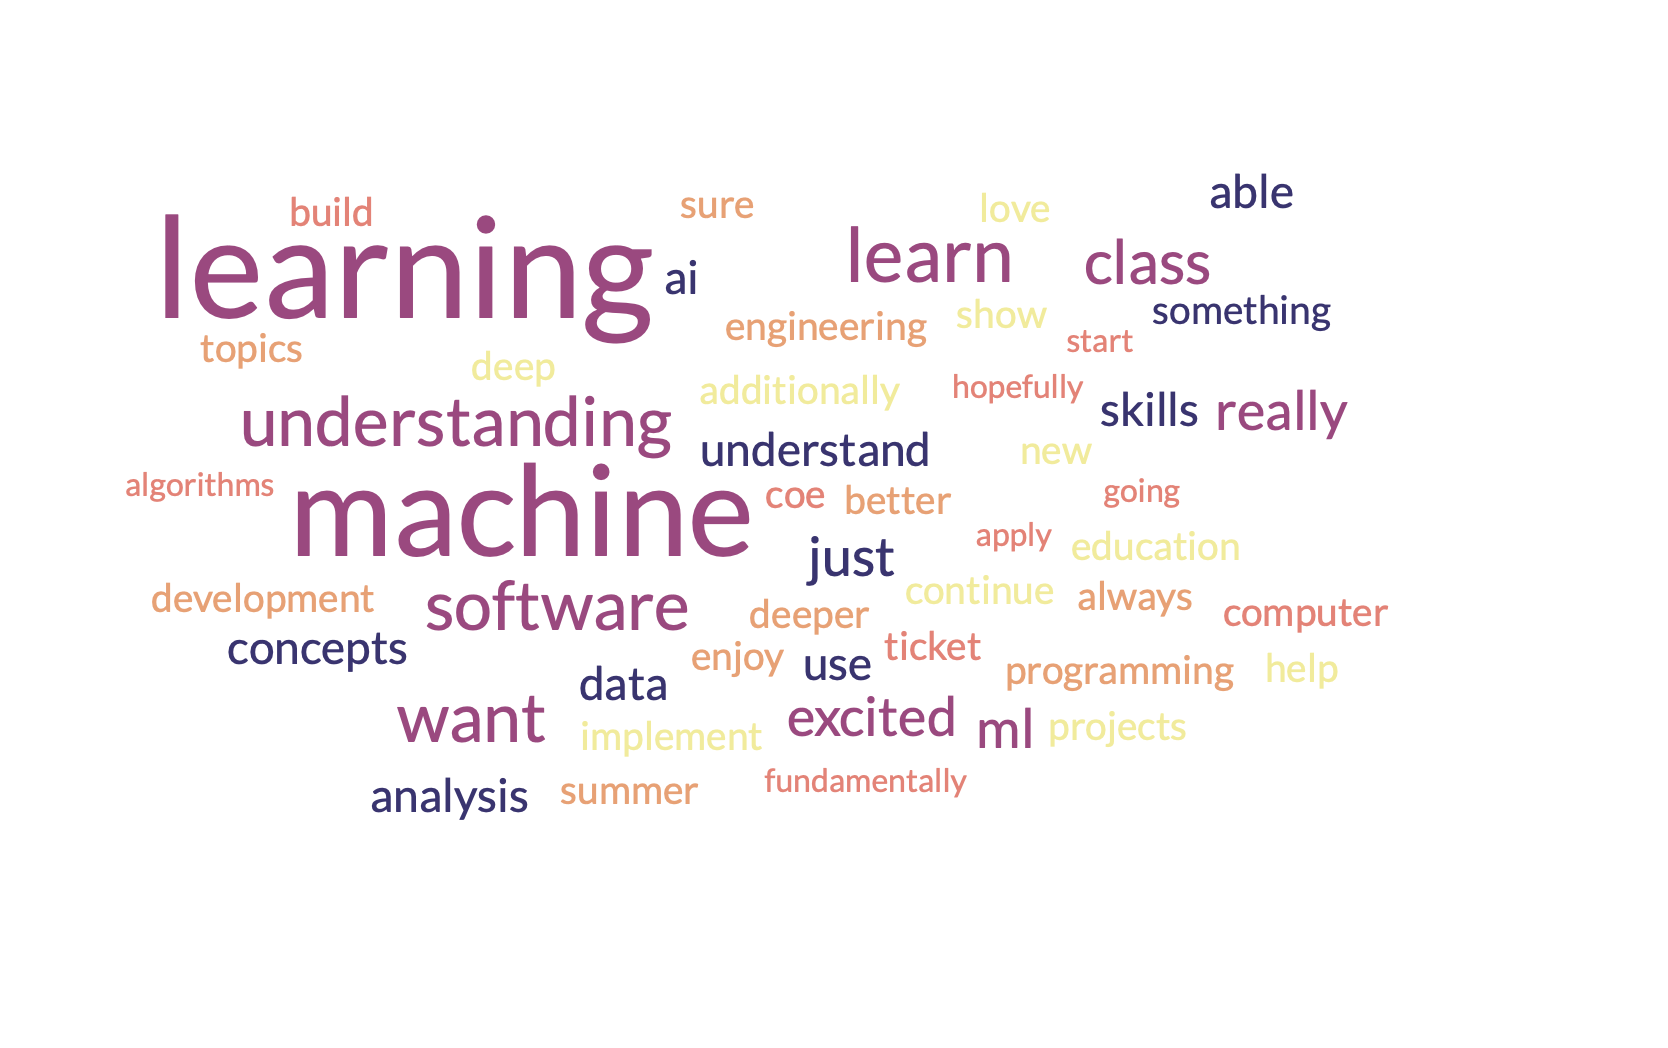 able
build
sure
love
learning
learn
class
ai
something
engineering
show
start
topics
deep
additionally
hopefully
skills
really
understanding
understand
new
algorithms
machine
coe
better
going
just
apply
education
development
software
deeper
continue
always
computer
concepts
enjoy
use
ticket
programming
help
data
want
implement
excited
ml
projects
analysis
summer
fundamentally